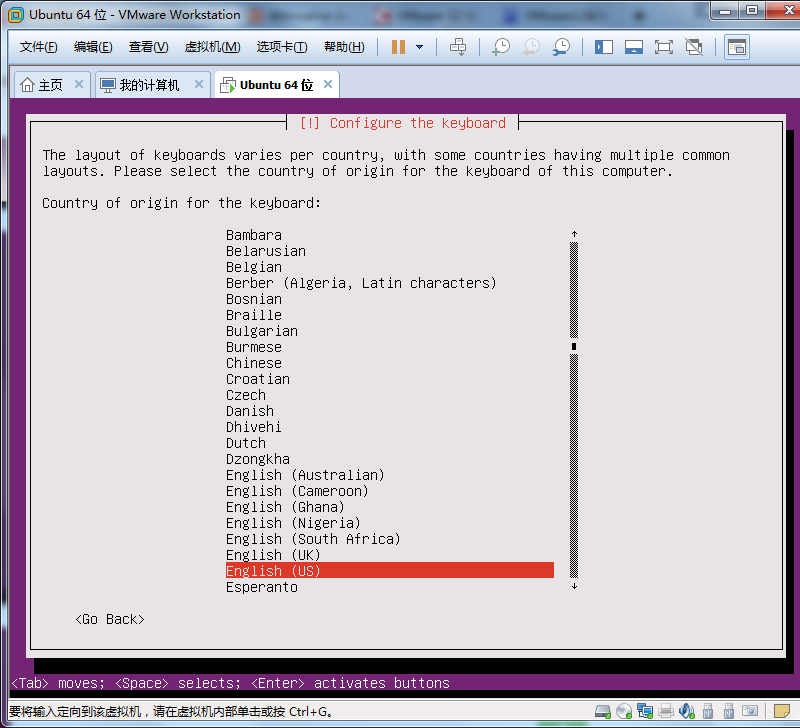 Ubuntu 64 位 - VMware Workstation
文件(F) 编辑(E) 查看(V) 虚拟机(M) 选项卡(T) 帮助(H)
主页 我的计算机 Ubuntu 64 位
[!] Configure the keyboard
The layout of keyboards varies per country, with some countries having multiple common
layouts. Please select the country of origin for the keyboard of this computer.
Country of origin for the keyboard:
Bambara
Belarusian
Belgian
Berber (Algeria, Latin characters)
Bosnian
Braille
Bulgarian
Burmese
Chinese
Croatian
Czech
Danish
Dhivehi
Dutch
Dzongkha
English (Australian)
English (Cameroon)
English (Ghana)
English (Nigeria)
English (South Africa)
English (UK)
English (US)
Esperanto
<Go Back>
<Tab> moves; <Space> selects; <Enter> activates buttons
要将输入定向到该虚拟机，请在虚拟机内部单击或按 Ctrl+G。